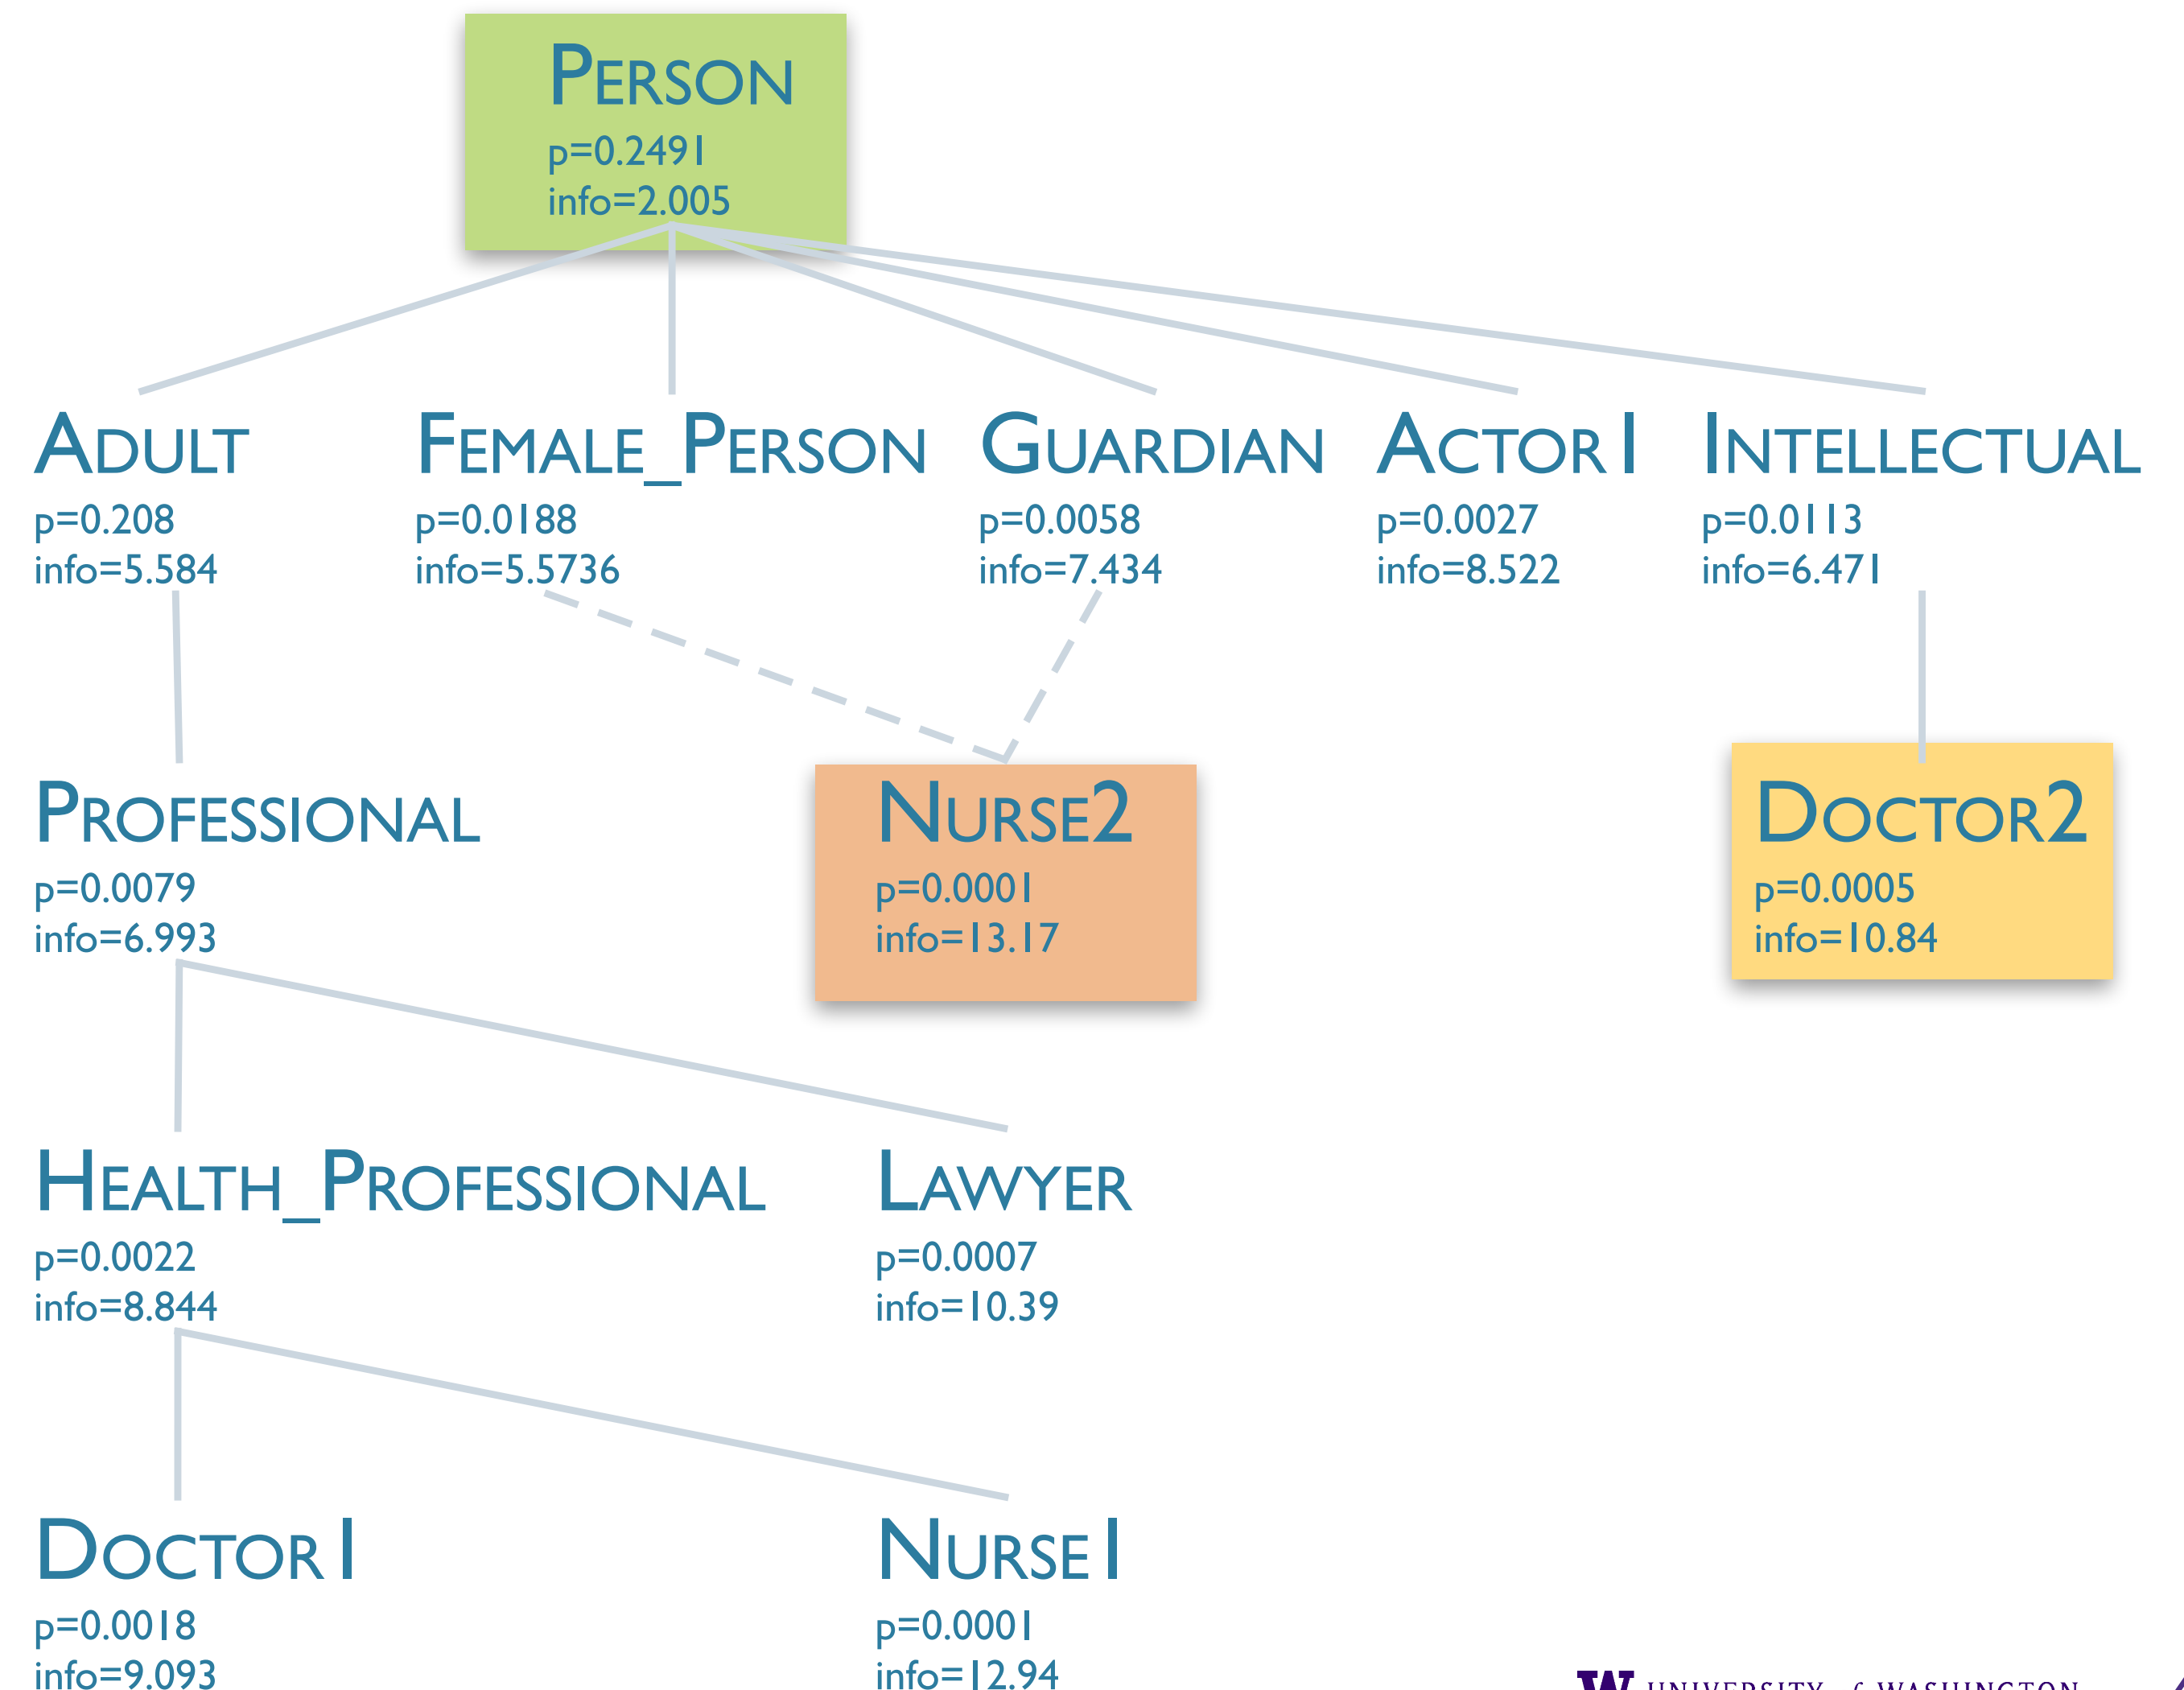 Person
p=0.2491
info=2.005
Adult
p=0.208
info=5.584
Female_Person
p=0.0188
info=5.5736
Guardian
p=0.0058
info=7.434
Actor1
p=0.0027
info=8.522
Intellectual
p=0.0113
info=6.471
Professional
p=0.0079
info=6.993
Nurse2
p=0.0001
info=13.17
Doctor2
p=0.0005
info=10.84
Health_Professional
p=0.0022
info=8.844
Lawyer
p=0.0007
info=10.39
Doctor1
p=0.0018
info=9.093
Nurse1
p=0.0001
info=12.94
W UNIVERSITY of WASHINGTON